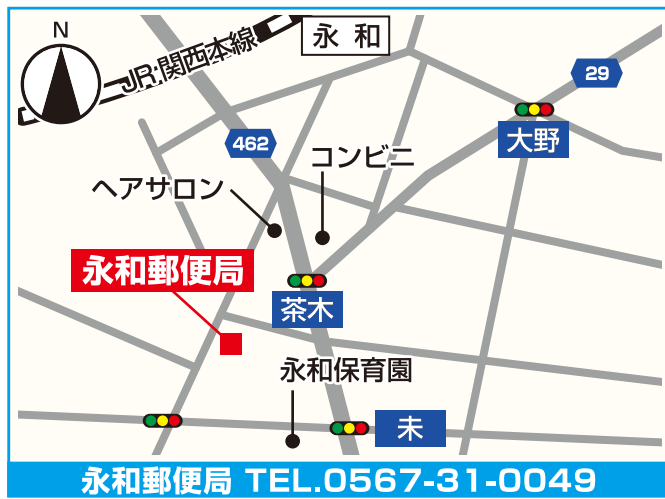 N
JR関西本線
永和
29
大野
462
コンビニ
ヘアサロン
永和郵便局
茶木
永和保育園
未
永和郵便局 TEL.0567-31-0049